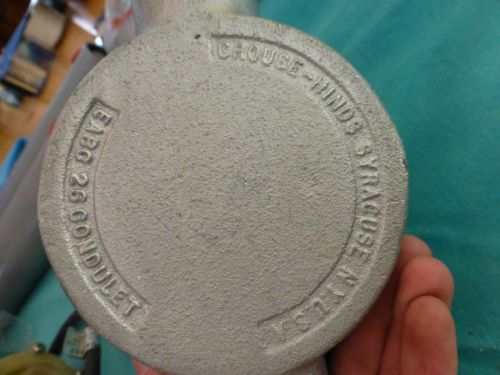 CROUSE-HINDS SYRACUSE N.Y. U.S.A.
EABC 26 CONDULET